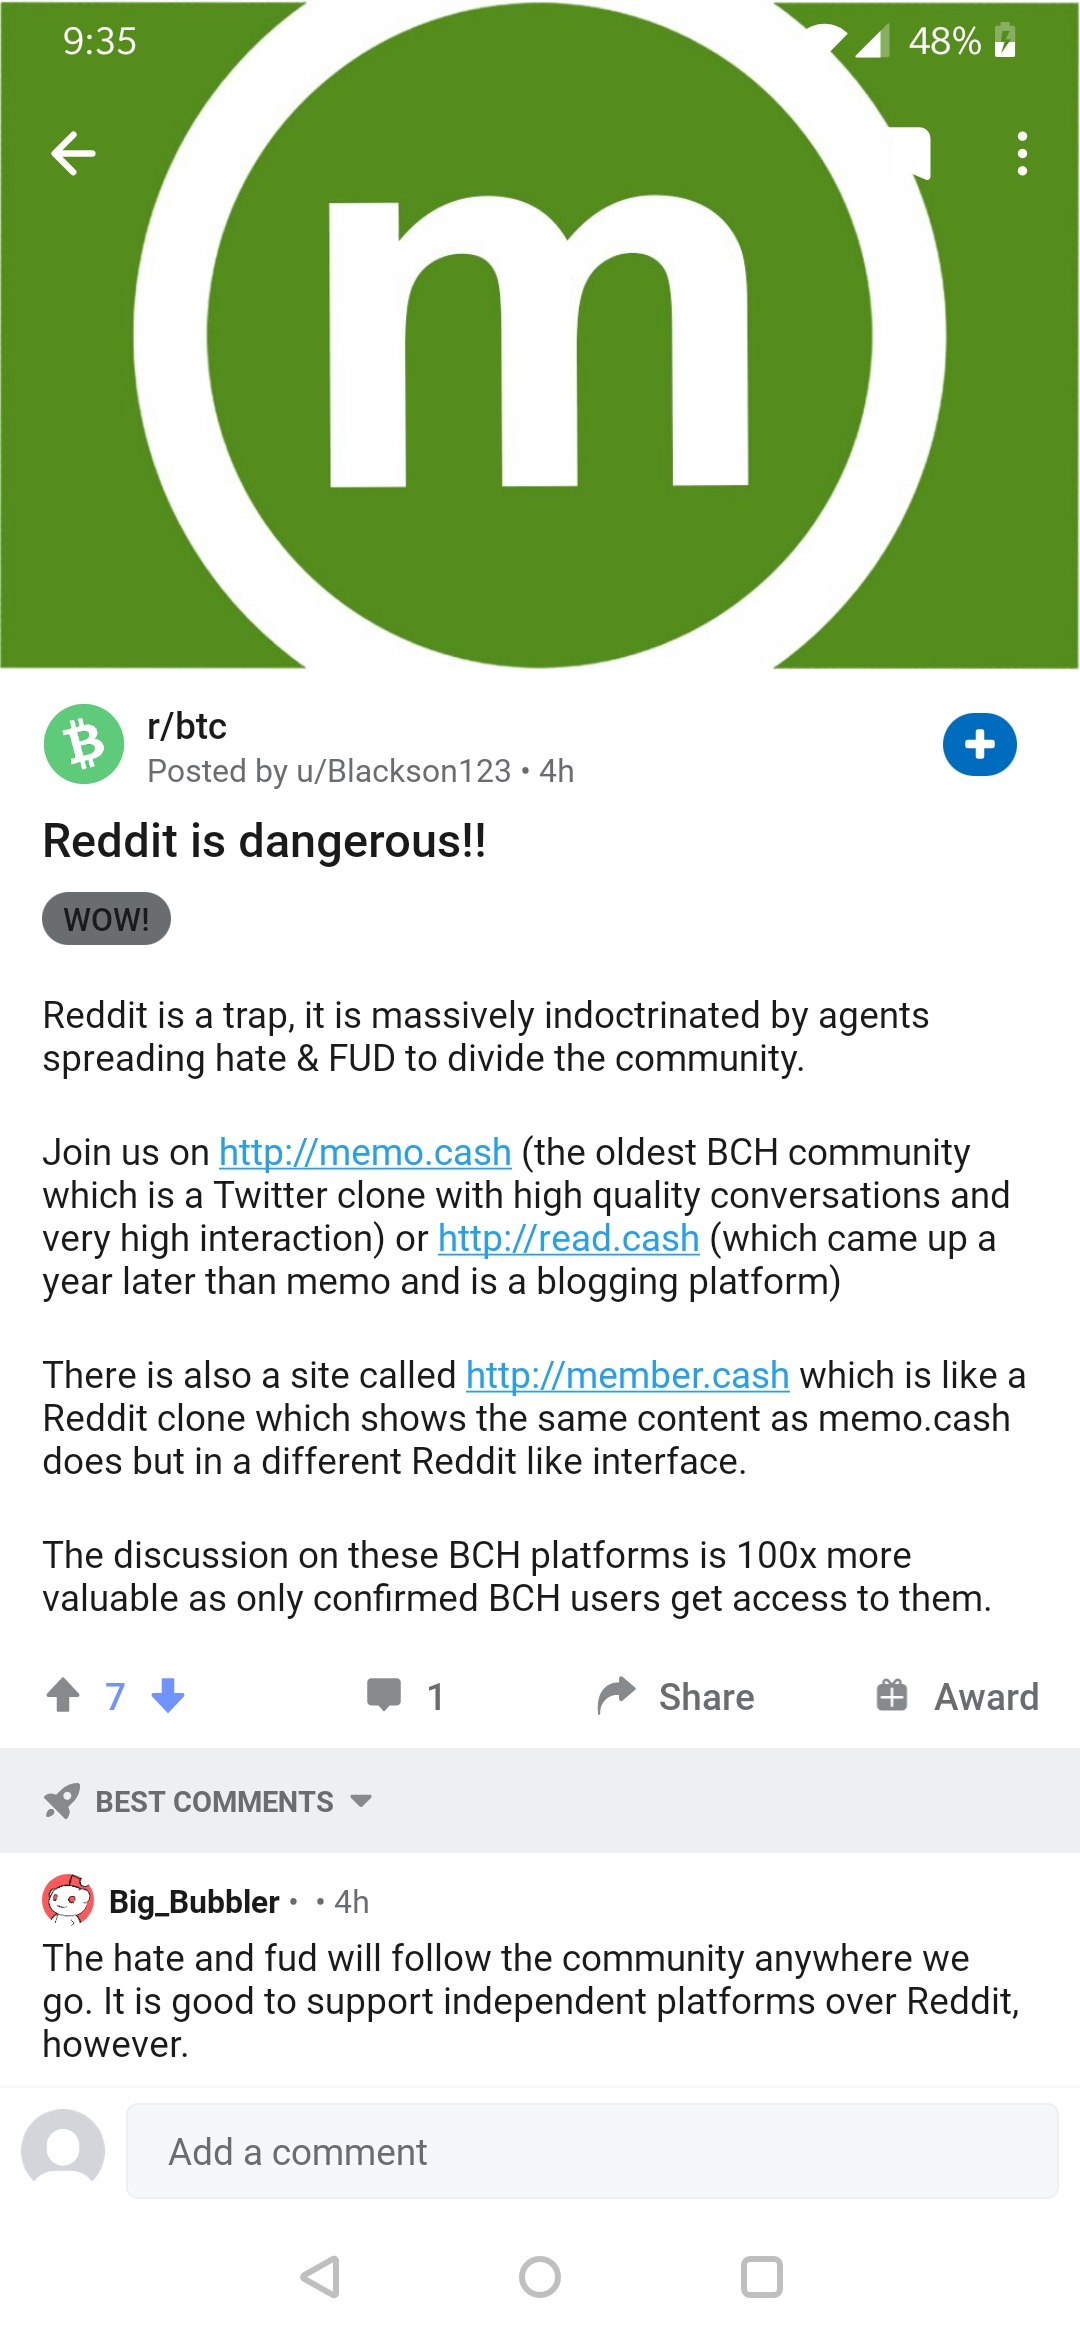 9:35
48%
m
r/btc
Posted by u/Blackson123 • 4h
Reddit is dangerous!!
WOW!
Reddit is a trap, it is massively indoctrinated by agents
spreading hate & FUD to divide the community.
Join us on http://memo.cash (the oldest BCH community
which is a Twitter clone with high quality conversations and
very high interaction) or http://read.cash (which came up a
year later than memo and is a blogging platform)
There is also a site called http://member.cash which is like a
Reddit clone which shows the same content as memo.cash
does but in a different Reddit like interface.
The discussion on these BCH platforms is 100x more
valuable as only confirmed BCH users get access to them.
7 1 Share Award
BEST COMMENTS
Big_Bubbler • • 4h
The hate and fud will follow the community anywhere we
go. It is good to support independent platforms over Reddit,
however.
Add a comment